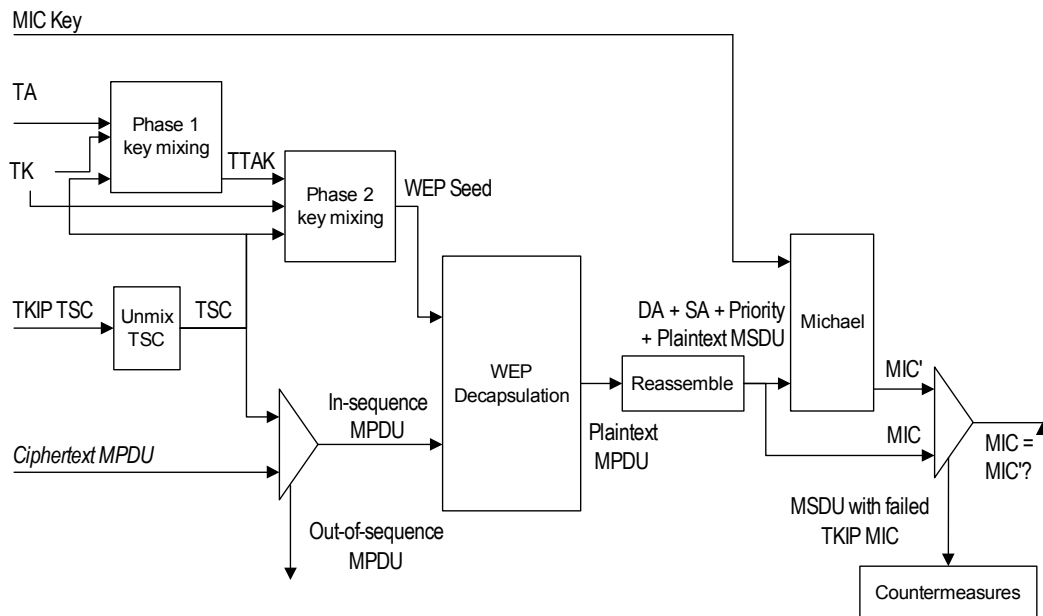 MIC Key
TA
Phase 1
key mixing
TK
TTAK
Phase 2
key mixing
WEP Seed
TKIP TSC
Unmix
TSC
TSC
DA + SA + Priority
+ Plaintext MSDU
Michael
WEP
Decapsulation
Reassemble
MIC'
In-sequence
MPDU
Ciphertext MPDU
Plaintext
MPDU
MIC
MIC =
MIC'?
Out-of-sequence
MPDU
MSDU with failed
TKIP MIC
Countermeasures